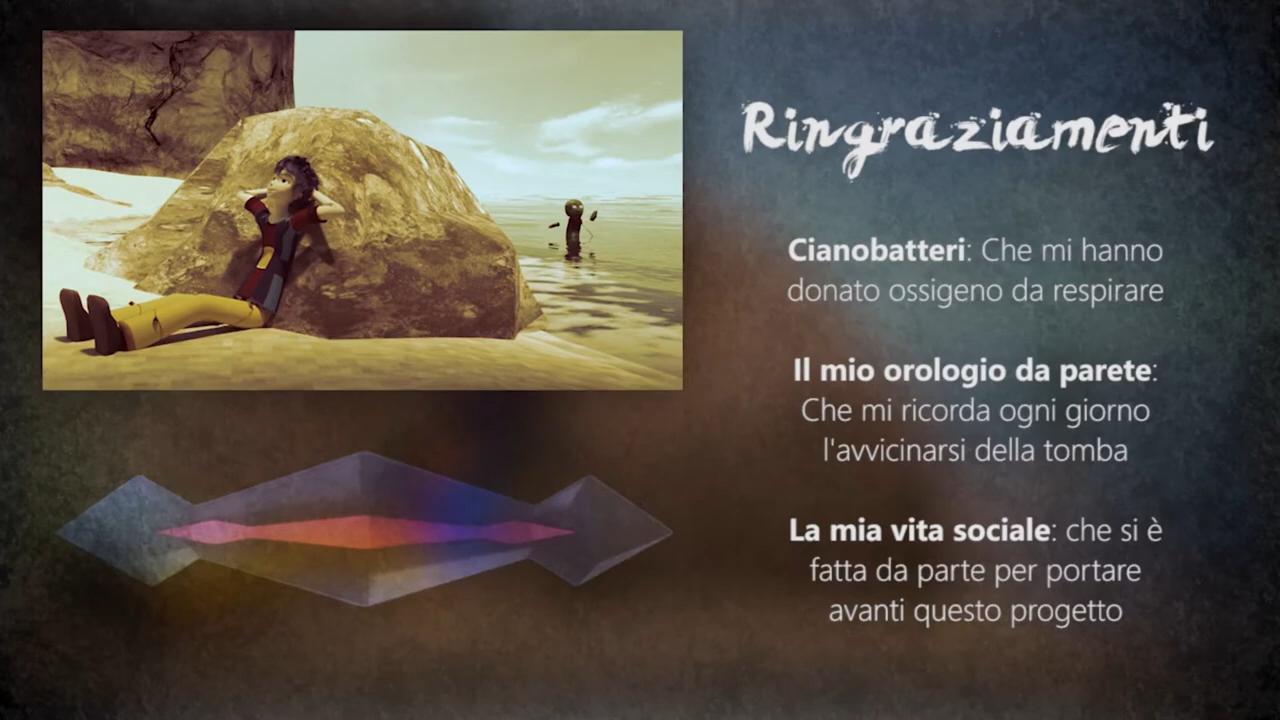 Ringraziamenti
Cianobatteri: Che mi hanno
donato ossigeno da respirare
Il mio orologio da parete:
Che mi ricorda ogni giorno
l'avvicinarsi della tomba
La mia vita sociale: che si è
fatta da parte per portare
avanti questo progetto